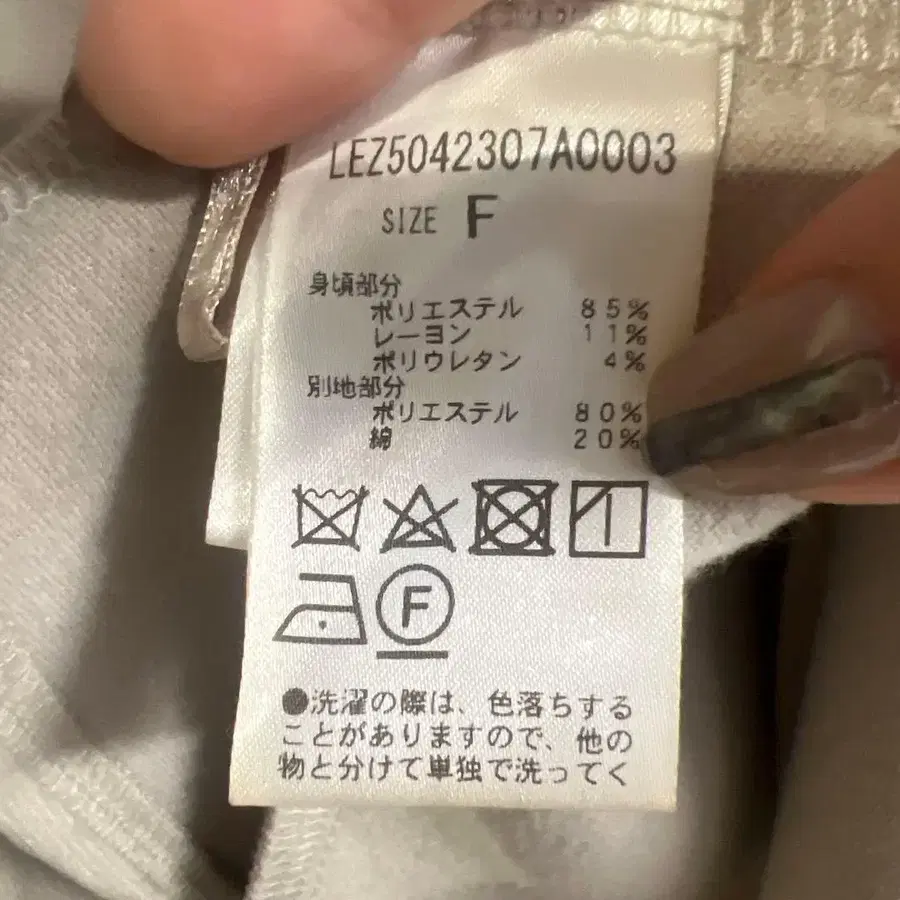 LEZ5042307A0003
SIZE F
身頃部分
ポリエステル 85%
レーヨン 11%
ポリウレタン 4%
別地部分
ポリエステル 80%
綿 20%
F
●洗濯の際は、色落ちする
ことがありますので、他の
物と分けて単独で洗ってく